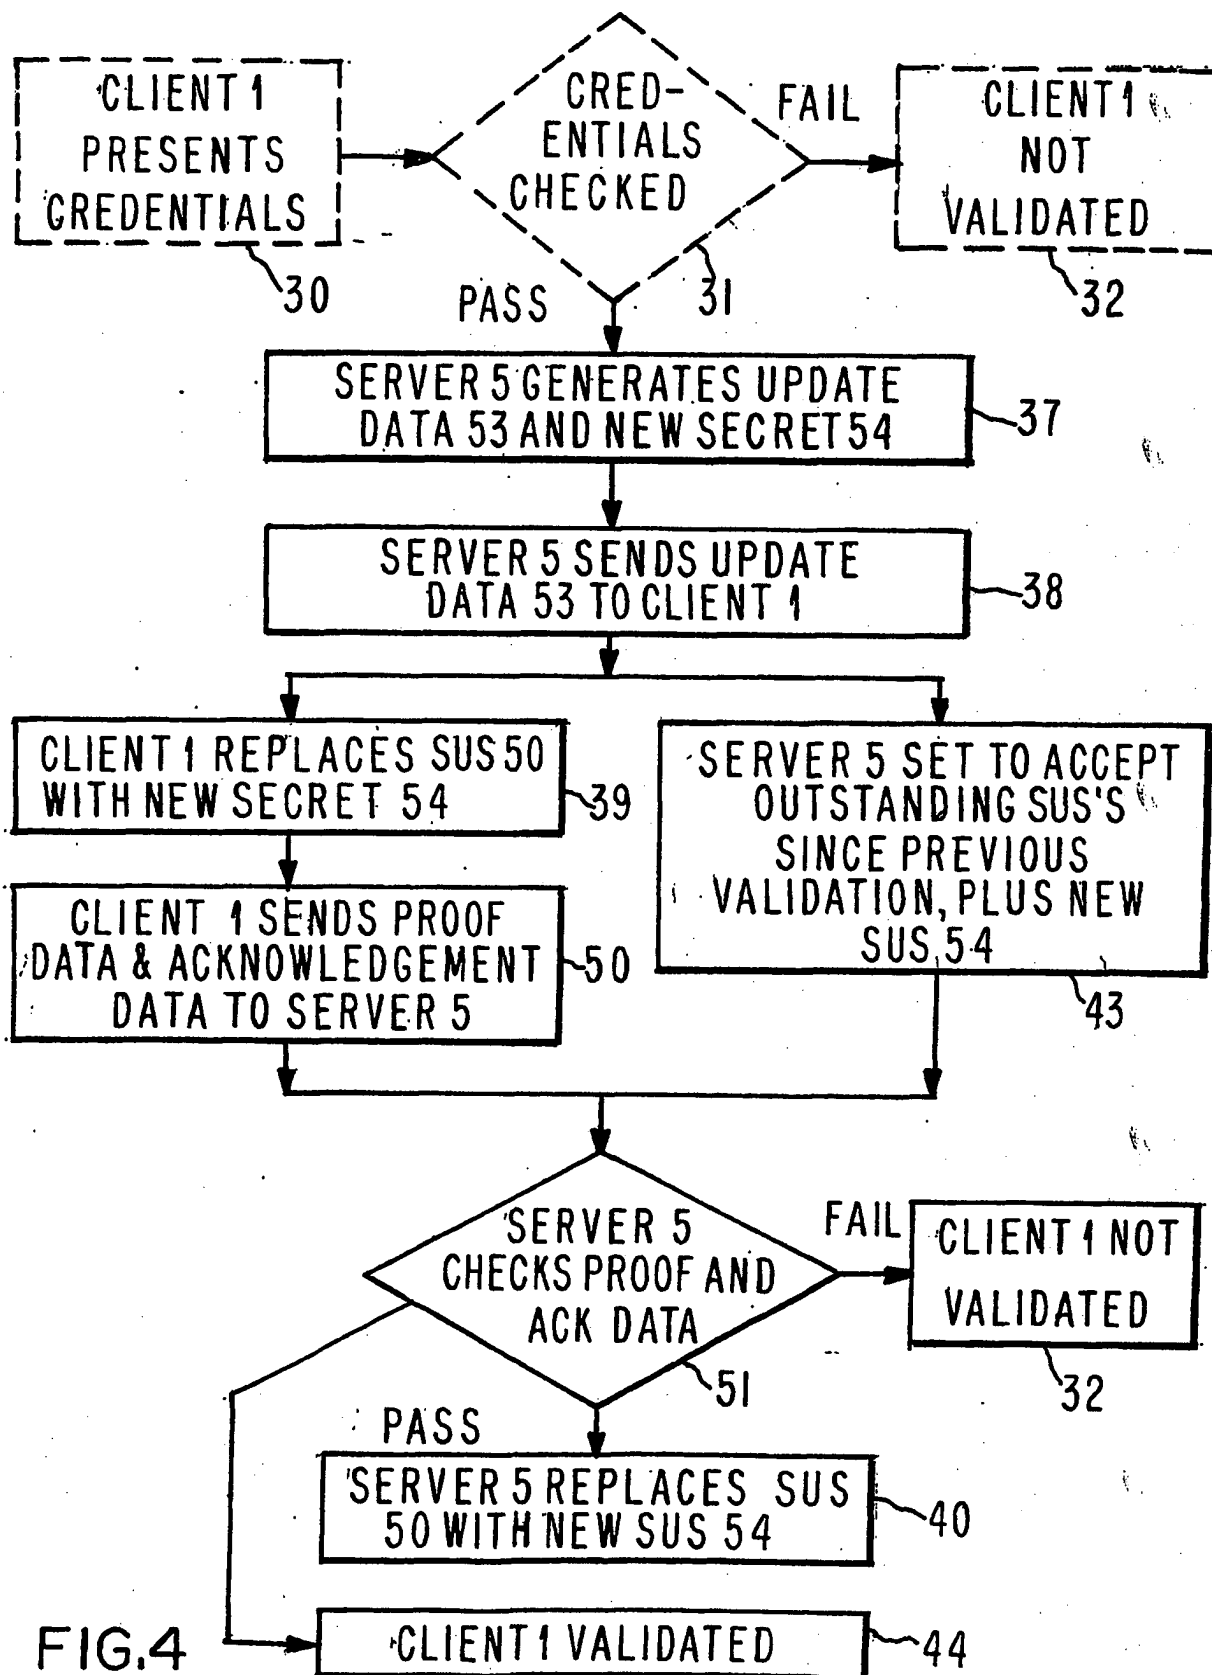 CLIENT 1
PRESENTS
CREDENTIALS
30
CRED-
ENTIALS
CHECKED
31
FAIL
CLIENT 1
NOT
VALIDATED
32
PASS
SERVER 5 GENERATES UPDATE
DATA 53 AND NEW SECRET 54
37
SERVER 5 SENDS UPDATE
DATA 53 TO CLIENT 1
38
CLIENT 1 REPLACES SUS 50
WITH NEW SECRET 54
39
SERVER 5 SET TO ACCEPT
OUTSTANDING SUS'S
SINCE PREVIOUS
VALIDATION, PLUS NEW
SUS 54
43
CLIENT 1 SENDS PROOF
DATA & ACKNOWLEDGEMENT
DATA TO SERVER 5
50
SERVER 5
CHECKS PROOF AND
ACK DATA
51
FAIL
CLIENT 1 NOT
VALIDATED
32
PASS
SERVER 5 REPLACES SUS
50 WITH NEW SUS 54
40
CLIENT 1 VALIDATED
44
FIG.4